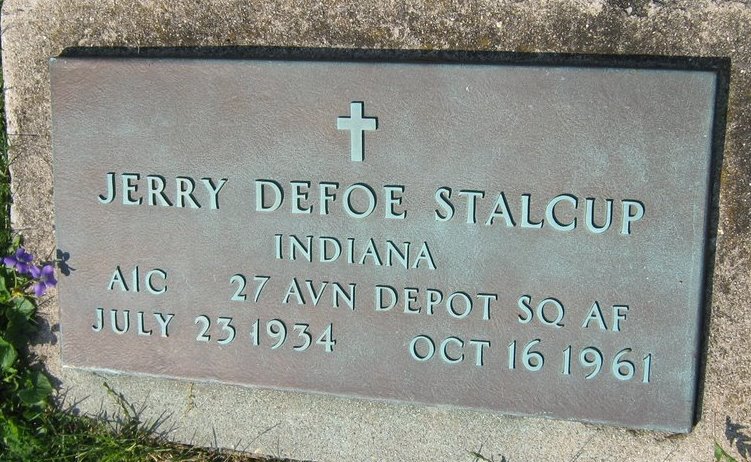 JERRY DEFOE STALCUP
INDIANA
A1C 27 AVN DEPOT SQ AF
JULY 23 1934 OCT 16 1961